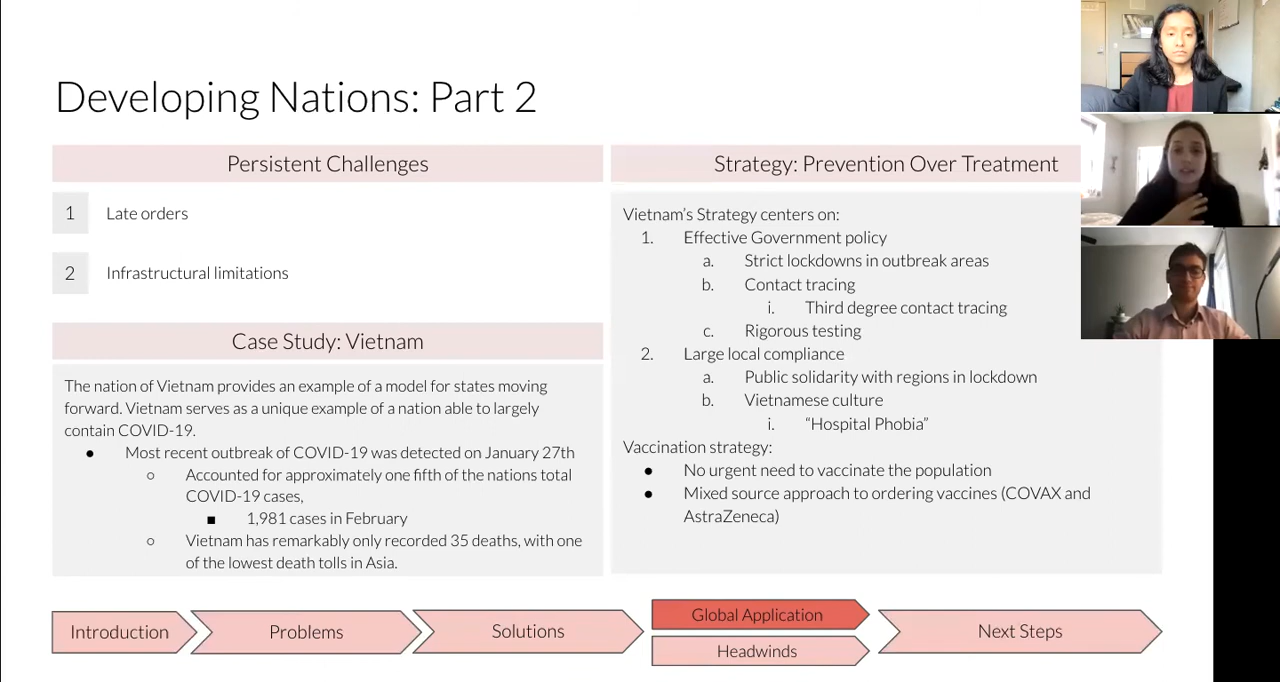 Developing Nations: Part 2
Persistent Challenges
1 Late orders
2 Infrastructural limitations
Case Study: Vietnam
The nation of Vietnam provides an example of a model for states moving
forward. Vietnam serves as a unique example of a nation able to largely
contain COVID-19.
● Most recent outbreak of COVID-19 was detected on January 27th
○ Accounted for approximately one fifth of the nations total
COVID-19 cases,
■ 1,981 cases in February
○ Vietnam has remarkably only recorded 35 deaths, with one
of the lowest death tolls in Asia.
Strategy: Prevention Over Treatment
Vietnam's Strategy centers on:
1. Effective Government policy
a. Strict lockdowns in outbreak areas
b. Contact tracing
i. Third degree contact tracing
c. Rigorous testing
2. Large local compliance
a. Public solidarity with regions in lockdown
b. Vietnamese culture
i. "Hospital Phobia"
Vaccination strategy:
● No urgent need to vaccinate the population
● Mixed source approach to ordering vaccines (COVAX and
AstraZeneca)
Introduction
Problems
Solutions
Global Application
Headwinds
Next Steps